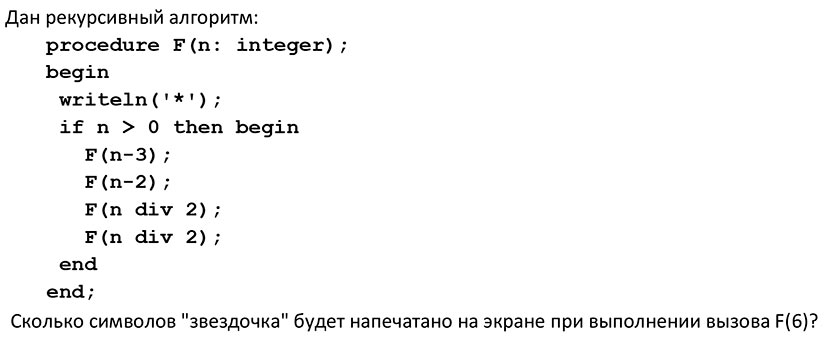 Дан рекурсивный алгоритм:
procedure F(n: integer);
begin
writeln('*');
if n > 0 then begin
F(n-3);
F(n-2);
F(n div 2);
F(n div 2);
end
end;
Сколько символов "звездочка" будет напечатано на экране при выполнении вызова F(6)?